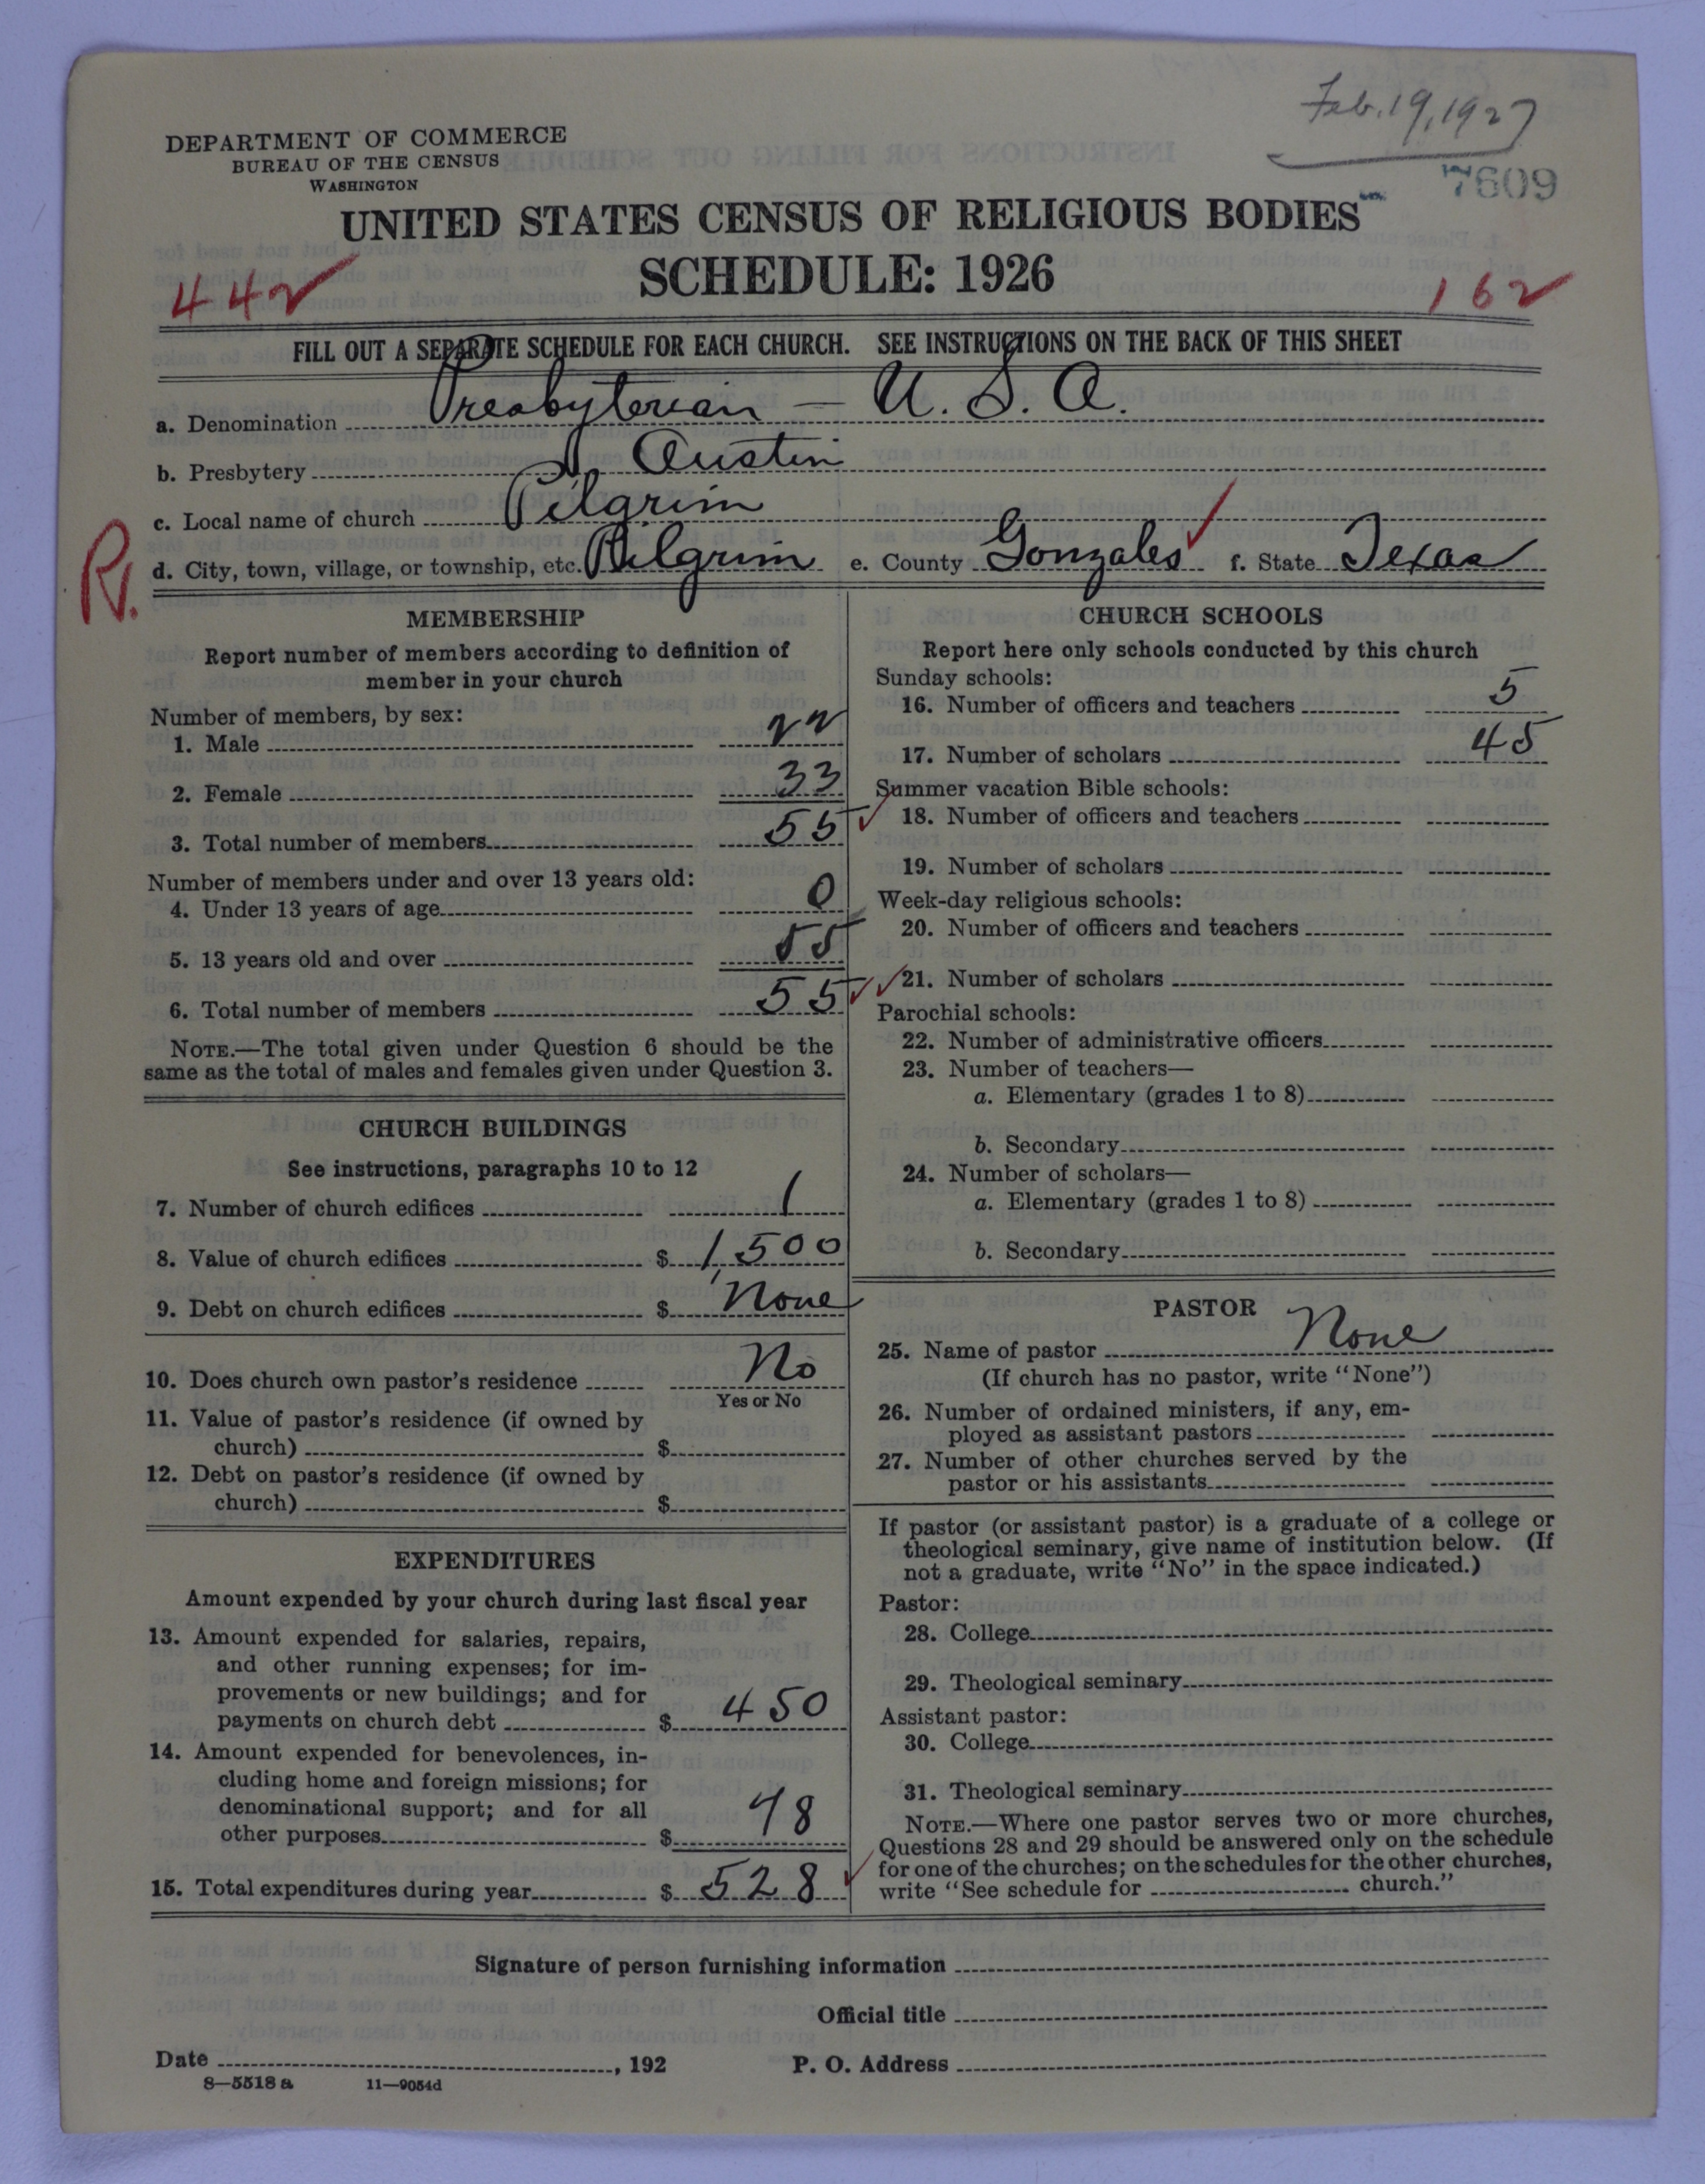 Feb. 19, 1927
7609
DEPARTMENT OF COMMERCE
BUREAU OF THE CENSUS
WASHINGTON
UNITED STATES CENSUS OF RELIGIOUS BODIES
SCHEDULE: 1926
442
162
FILL OUT A SEPARATE SCHEDULE FOR EACH CHURCH. SEE INSTRUCTIONS ON THE BACK OF THIS SHEET
a. Denomination Presbyterian — U. S. A.
b. Presbytery Austin
c. Local name of church Pilgrim
R.
d. City, town, village, or township, etc. Pilgrim e. County Gonzales f. State Texas
MEMBERSHIP
Report number of members according to definition of
member in your church
Number of members, by sex:
1. Male 22
2. Female 33
3. Total number of members 55
Number of members under and over 13 years old:
4. Under 13 years of age 0
5. 13 years old and over 55
6. Total number of members 55
NOTE.—The total given under Question 6 should be the
same as the total of males and females given under Question 3.
CHURCH BUILDINGS
See instructions, paragraphs 10 to 12
7. Number of church edifices 1
8. Value of church edifices $ 1,500
9. Debt on church edifices $ None
10. Does church own pastor's residence No
Yes or No
11. Value of pastor's residence (if owned by
church) $
12. Debt on pastor's residence (if owned by
church) $
EXPENDITURES
Amount expended by your church during last fiscal year
13. Amount expended for salaries, repairs,
and other running expenses; for im-
provements or new buildings; and for
payments on church debt $ 450
14. Amount expended for benevolences, in-
cluding home and foreign missions; for
denominational support; and for all
other purposes $ 78
15. Total expenditures during year $ 528
CHURCH SCHOOLS
Report here only schools conducted by this church
Sunday schools:
16. Number of officers and teachers 5
17. Number of scholars 45
Summer vacation Bible schools:
18. Number of officers and teachers
19. Number of scholars
Week-day religious schools:
20. Number of officers and teachers
21. Number of scholars
Parochial schools:
22. Number of administrative officers
23. Number of teachers—
a. Elementary (grades 1 to 8)
b. Secondary
24. Number of scholars—
a. Elementary (grades 1 to 8)
b. Secondary
PASTOR
25. Name of pastor None
(If church has no pastor, write "None")
26. Number of ordained ministers, if any, em-
ployed as assistant pastors
27. Number of other churches served by the
pastor or his assistants
If pastor (or assistant pastor) is a graduate of a college or
theological seminary, give name of institution below. (If
not a graduate, write "No" in the space indicated.)
Pastor:
28. College
29. Theological seminary
Assistant pastor:
30. College
31. Theological seminary
NOTE.—Where one pastor serves two or more churches,
Questions 28 and 29 should be answered only on the schedule
for one of the churches; on the schedules for the other churches,
write "See schedule for church."
Signature of person furnishing information
Official title
Date , 192 P. O. Address
8—5518 a 11—9054d